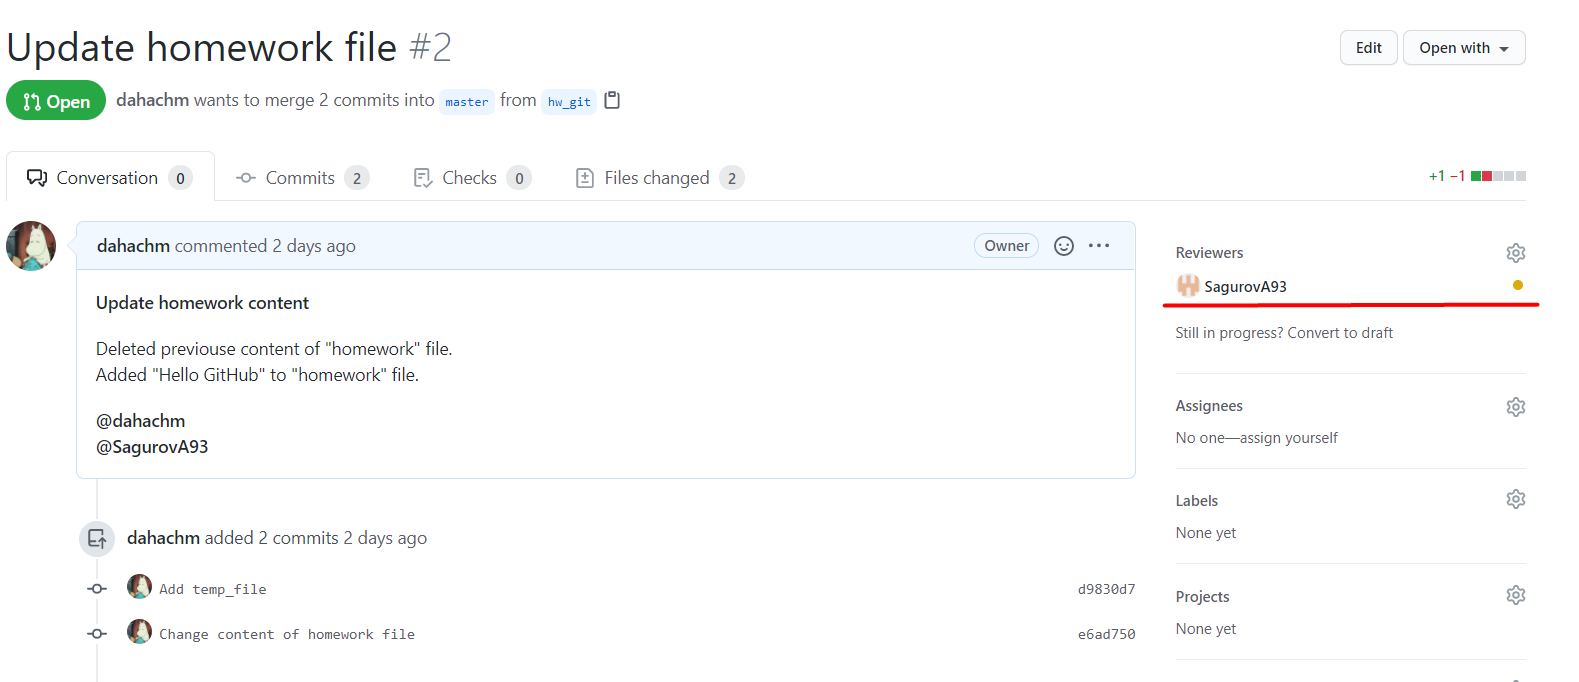 Update homework file #2
Edit
Open with
Open
dahachm wants to merge 2 commits into master from hw_git
Conversation 0
Commits 2
Checks 0
Files changed 2
+1 −1
dahachm commented 2 days ago
Owner
Update homework content
Deleted previouse content of "homework" file.
Added "Hello GitHub" to "homework" file.
@dahachm
@SagurovA93
dahachm added 2 commits 2 days ago
Add temp_file
d9830d7
Change content of homework file
e6ad750
Reviewers
SagurovA93
Still in progress? Convert to draft
Assignees
No one—assign yourself
Labels
None yet
Projects
None yet